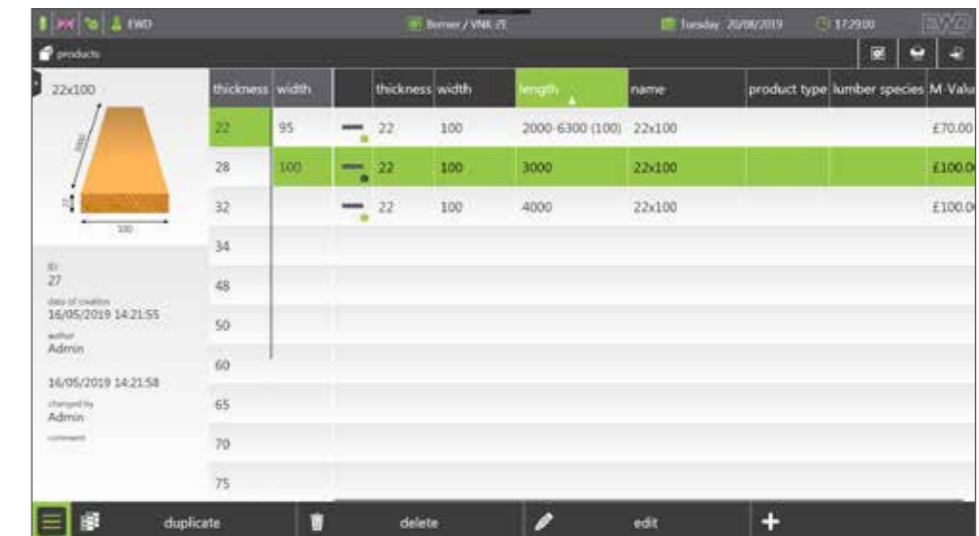 EWD
Borner / VNK-ZE
Tuesday 20/08/2019
17:29:00
EWD
products
22x100
3000
22
100
ID:
27
date of creation
16/05/2019 14:21:55
author
Admin
16/05/2019 14:21:58
changed by
Admin
comment
thickness width
22 95
28 100
32
34
48
50
60
65
70
75
thickness width length name product type lumber species M-Valu
22 100 2000-6300 (100) 22x100 £70.00
22 100 3000 22x100 £100.0
22 100 4000 22x100 £100.0
duplicate delete edit